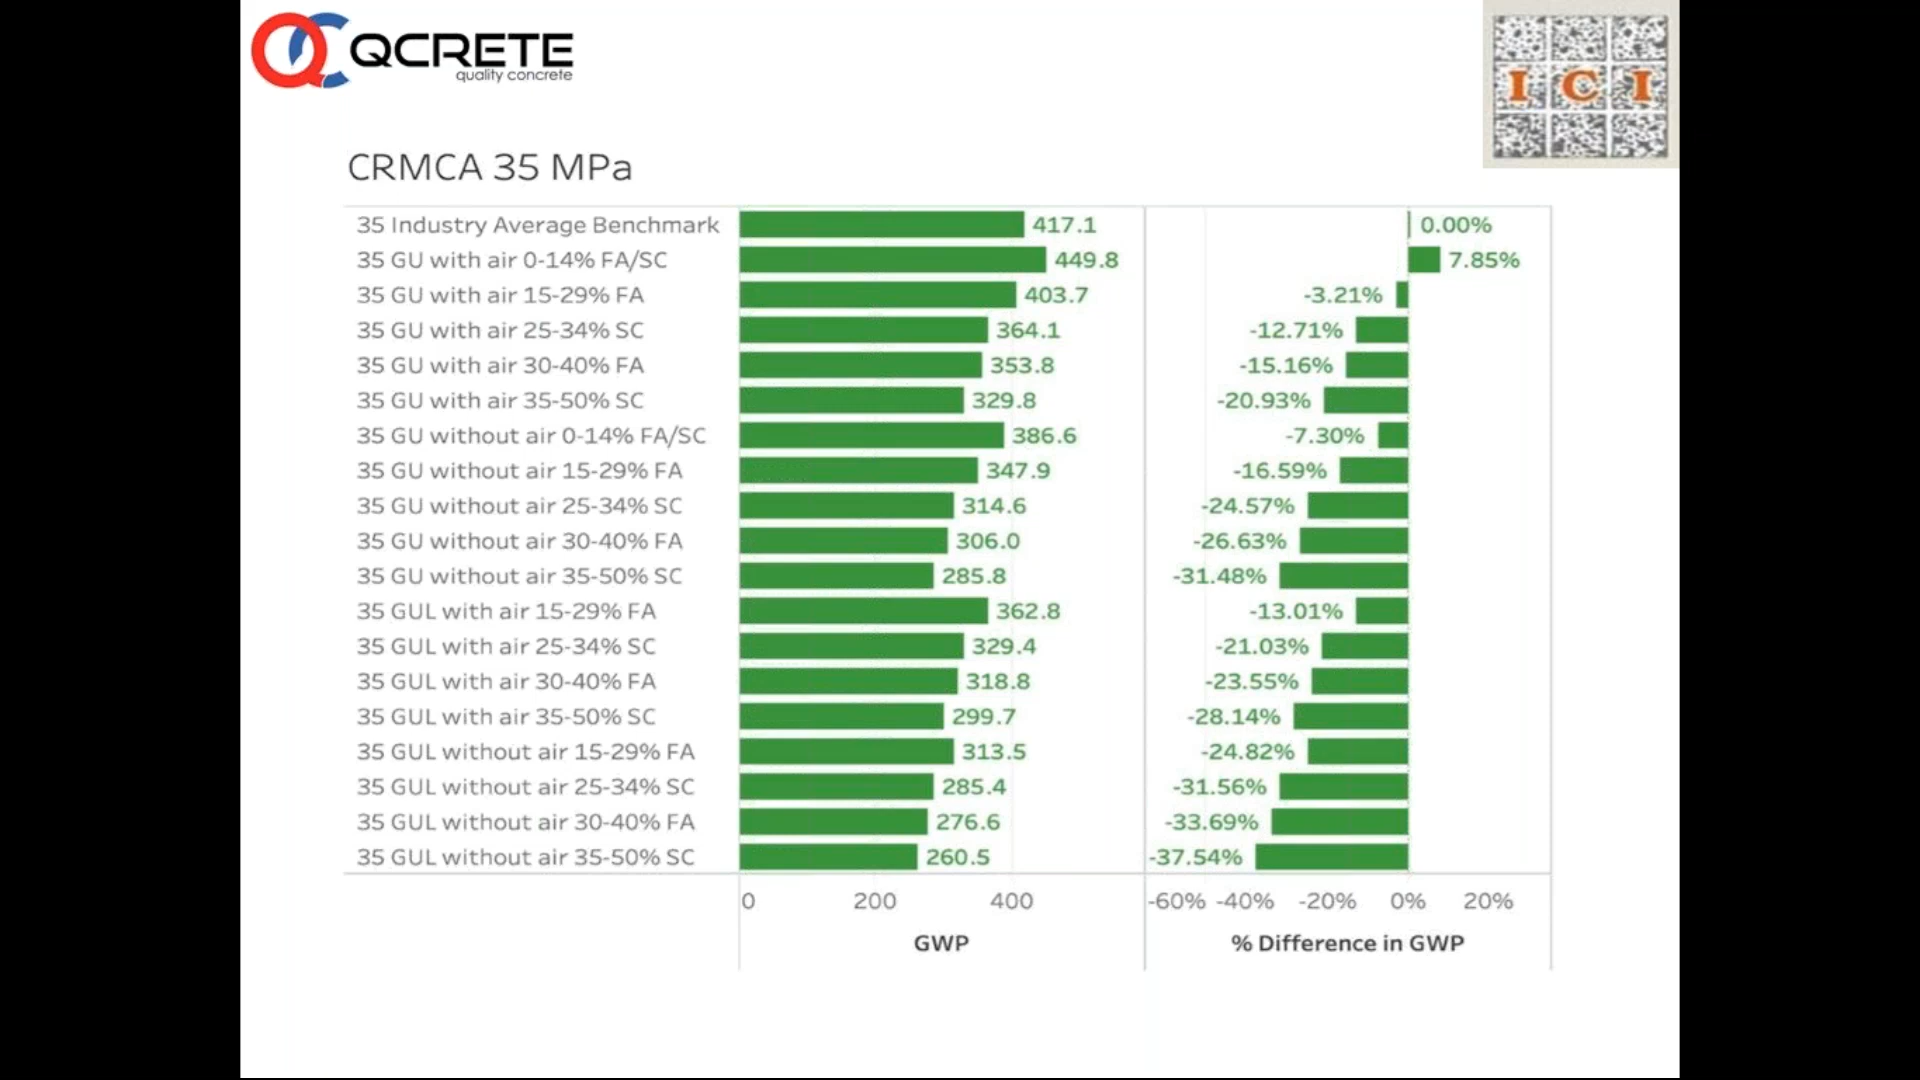 QCRETE
quality concrete
I C I
CRMCA 35 MPa
35 Industry Average Benchmark 417.1 0.00%
35 GU with air 0-14% FA/SC 449.8 7.85%
35 GU with air 15-29% FA 403.7 -3.21%
35 GU with air 25-34% SC 364.1 -12.71%
35 GU with air 30-40% FA 353.8 -15.16%
35 GU with air 35-50% SC 329.8 -20.93%
35 GU without air 0-14% FA/SC 386.6 -7.30%
35 GU without air 15-29% FA 347.9 -16.59%
35 GU without air 25-34% SC 314.6 -24.57%
35 GU without air 30-40% FA 306.0 -26.63%
35 GU without air 35-50% SC 285.8 -31.48%
35 GUL with air 15-29% FA 362.8 -13.01%
35 GUL with air 25-34% SC 329.4 -21.03%
35 GUL with air 30-40% FA 318.8 -23.55%
35 GUL with air 35-50% SC 299.7 -28.14%
35 GUL without air 15-29% FA 313.5 -24.82%
35 GUL without air 25-34% SC 285.4 -31.56%
35 GUL without air 30-40% FA 276.6 -33.69%
35 GUL without air 35-50% SC 260.5 -37.54%
0 200 400 -60% -40% -20% 0% 20%
GWP % Difference in GWP